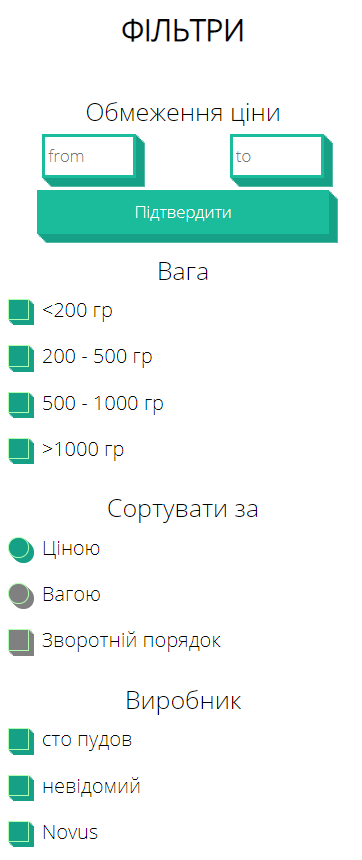 ФІЛЬТРИ
Обмеження ціни
from
to
Підтвердити
Вага
<200 гр
200 - 500 гр
500 - 1000 гр
>1000 гр
Сортувати за
Ціною
Вагою
Зворотній порядок
Виробник
сто пудов
невідомий
Novus